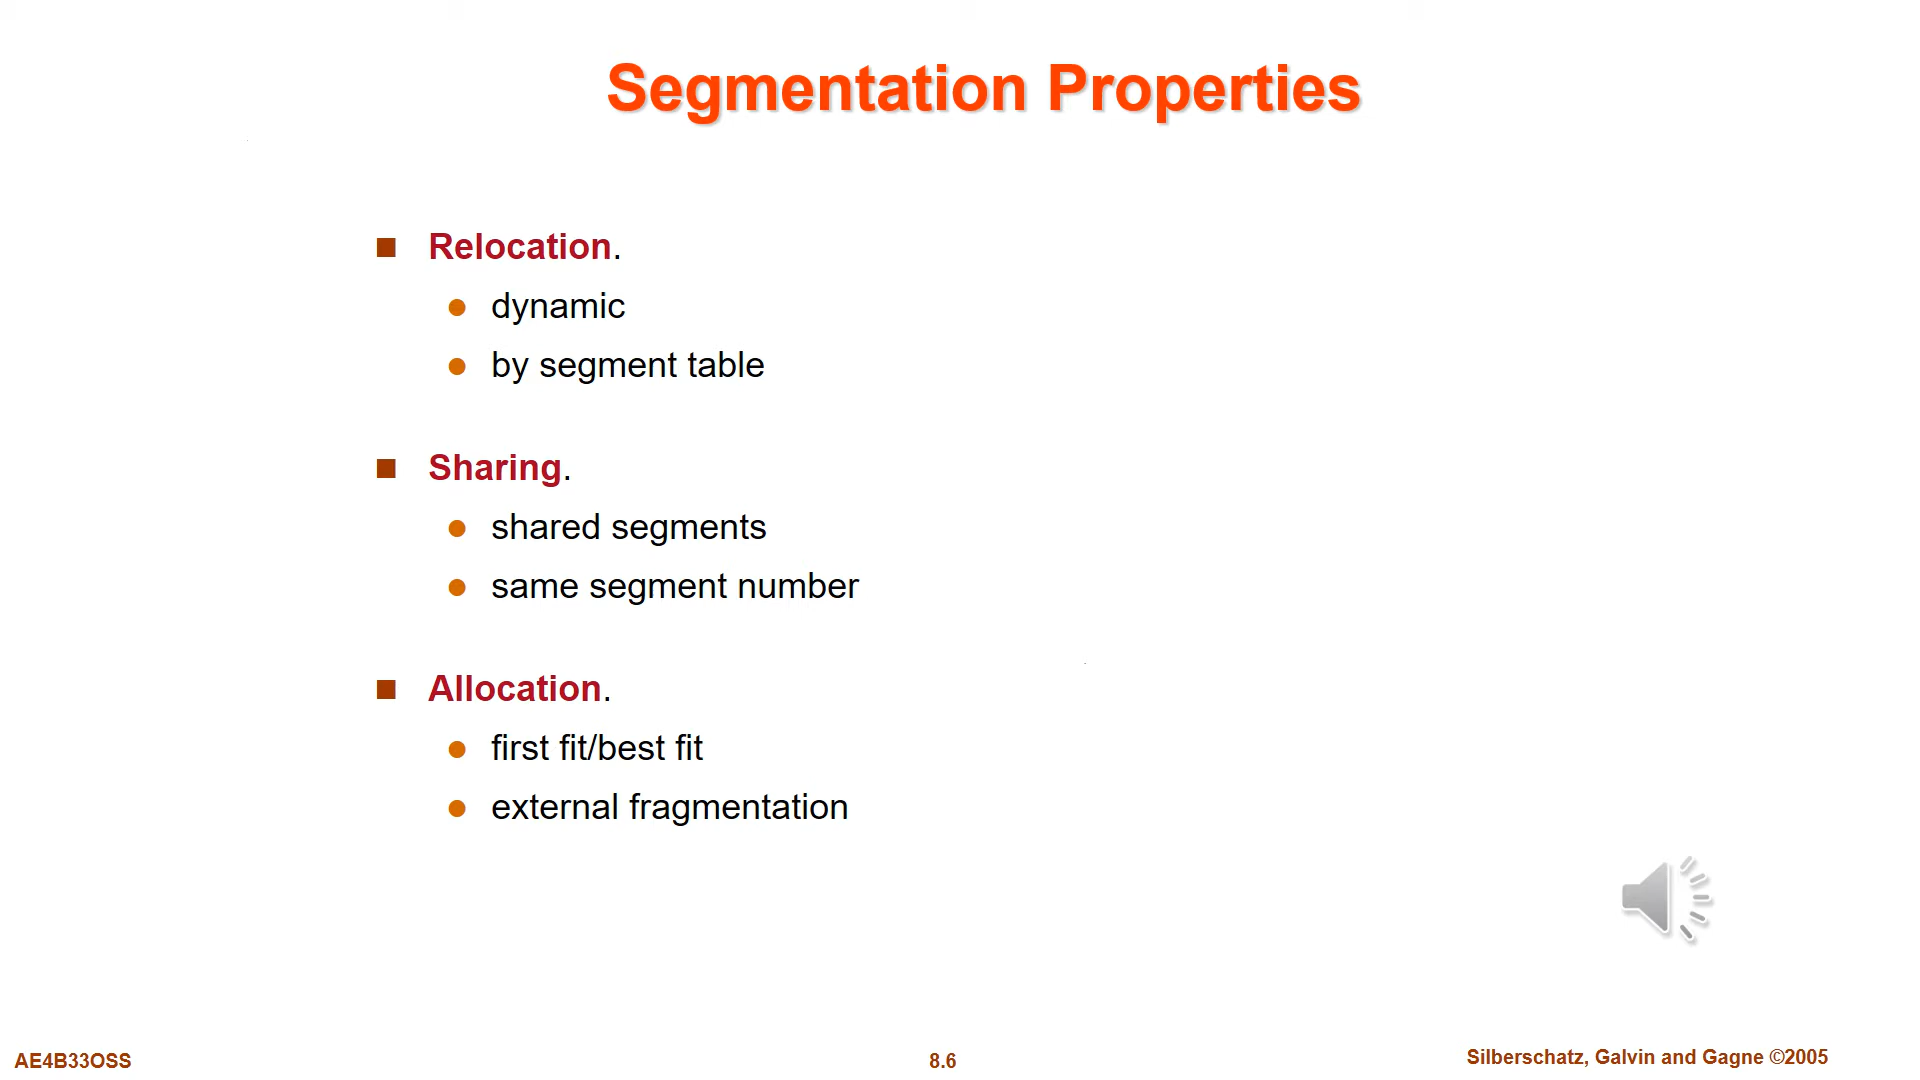 Segmentation Properties
Relocation.
dynamic
by segment table
Sharing.
shared segments
same segment number
Allocation.
first fit/best fit
external fragmentation
AE4B33OSS
8.6
Silberschatz, Galvin and Gagne ©2005